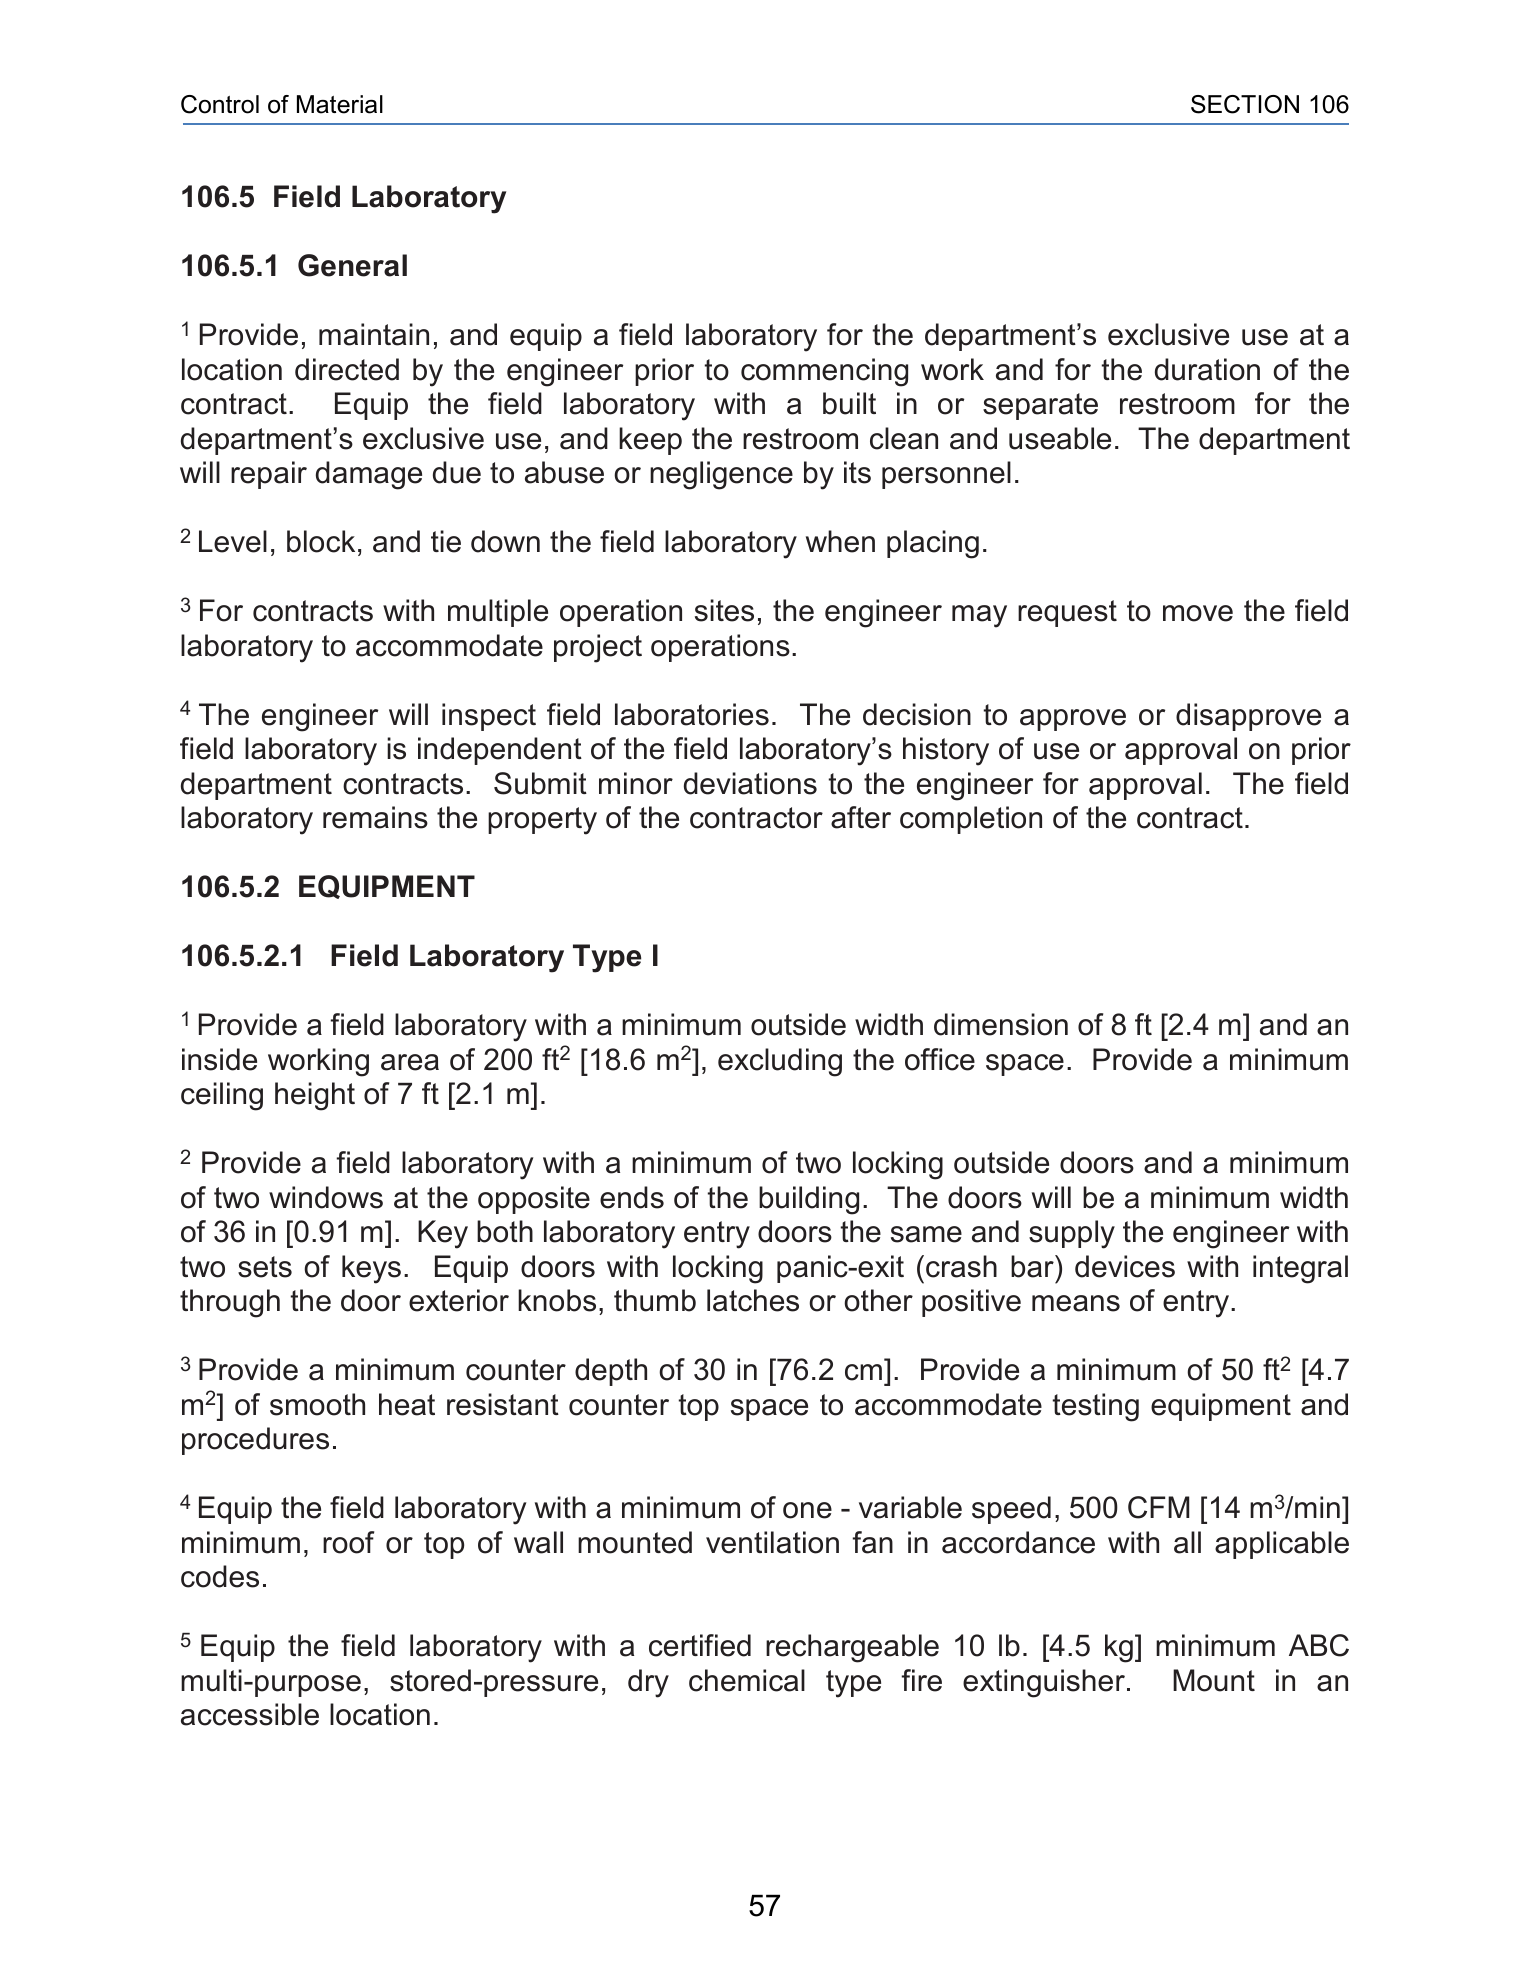 Control of Material SECTION 106
106.5 Field Laboratory
106.5.1 General
1 Provide, maintain, and equip a field laboratory for the department’s exclusive use at a
location directed by the engineer prior to commencing work and for the duration of the
contract. Equip the field laboratory with a built in or separate restroom for the
department’s exclusive use, and keep the restroom clean and useable. The department
will repair damage due to abuse or negligence by its personnel.
2 Level, block, and tie down the field laboratory when placing.
3 For contracts with multiple operation sites, the engineer may request to move the field
laboratory to accommodate project operations.
4 The engineer will inspect field laboratories. The decision to approve or disapprove a
field laboratory is independent of the field laboratory’s history of use or approval on prior
department contracts. Submit minor deviations to the engineer for approval. The field
laboratory remains the property of the contractor after completion of the contract.
106.5.2 EQUIPMENT
106.5.2.1 Field Laboratory Type I
1 Provide a field laboratory with a minimum outside width dimension of 8 ft [2.4 m] and an
inside working area of 200 ft² [18.6 m²], excluding the office space. Provide a minimum
ceiling height of 7 ft [2.1 m].
2 Provide a field laboratory with a minimum of two locking outside doors and a minimum
of two windows at the opposite ends of the building. The doors will be a minimum width
of 36 in [0.91 m]. Key both laboratory entry doors the same and supply the engineer with
two sets of keys. Equip doors with locking panic-exit (crash bar) devices with integral
through the door exterior knobs, thumb latches or other positive means of entry.
3 Provide a minimum counter depth of 30 in [76.2 cm]. Provide a minimum of 50 ft² [4.7
m²] of smooth heat resistant counter top space to accommodate testing equipment and
procedures.
4 Equip the field laboratory with a minimum of one - variable speed, 500 CFM [14 m³/min]
minimum, roof or top of wall mounted ventilation fan in accordance with all applicable
codes.
5 Equip the field laboratory with a certified rechargeable 10 lb. [4.5 kg] minimum ABC
multi-purpose, stored-pressure, dry chemical type fire extinguisher. Mount in an
accessible location.
57